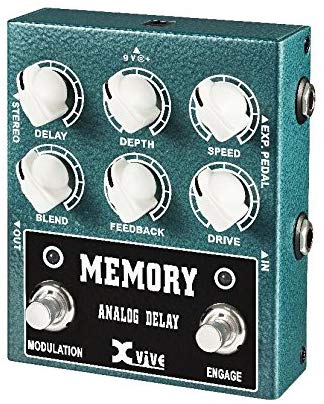 9V⊖+
STEREO
▲EXP. PEDAL
DELAY
DEPTH
SPEED
BLEND
FEEDBACK
DRIVE
▼OUT
▲IN
MEMORY
ANALOG DELAY
MODULATION
Xvive
ENGAGE